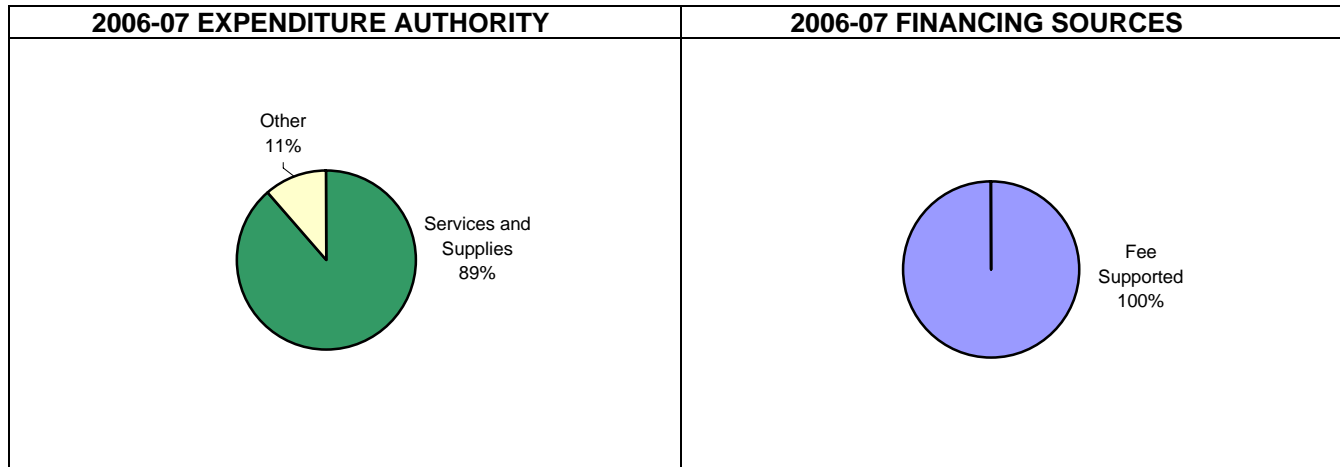 2006-07 EXPENDITURE AUTHORITY
Other
11%
Services and
Supplies
89%
2006-07 FINANCING SOURCES
Fee
Supported
100%